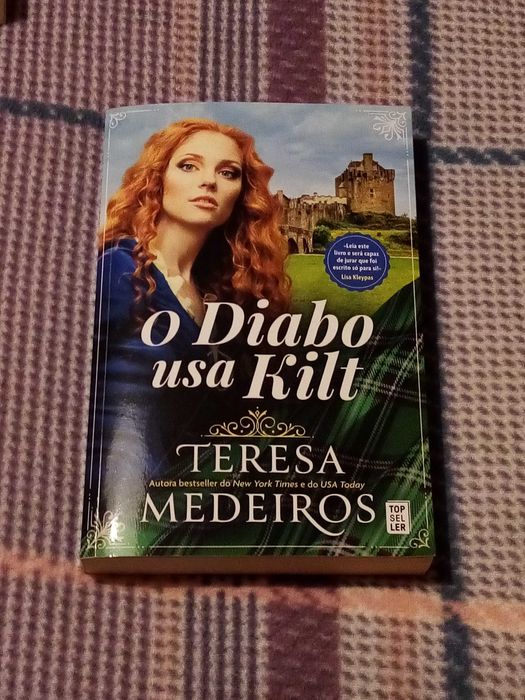 «Leia este
livro e será capaz
de jurar que foi
escrito só para si!»
Lisa Kleypas
O Diabo
usa Kilt
TERESA
Autora bestseller do New York Times e do USA Today
MEDEIROS
TOP
SEL
LER